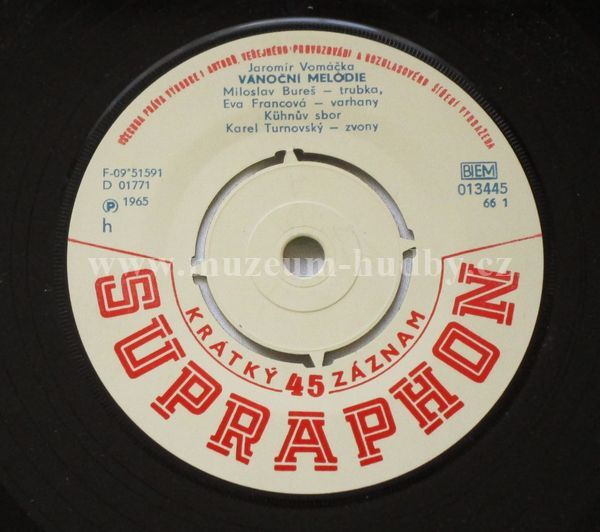 VŠECHNA PRÁVA VÝROBCE I AUTORŮ, VEŘEJNÉHO PROVOZOVÁNÍ A ROZHLASOVÉHO ŠÍŘENÍ VYHRAŽENA
Jaromír Vomáčka
VÁNOČNÍ MELODIE
Miloslav Bureš – trubka,
Eva Francová – varhany
Kühnův sbor
Karel Turnovský – zvony
F-09*51591
D 01771
Ⓟ 1965
h
BIEM
013445
66 1
www.muzeum-hudby.cz
KRÁTKÝ 45 ZÁZNAM
SUPRAPHON